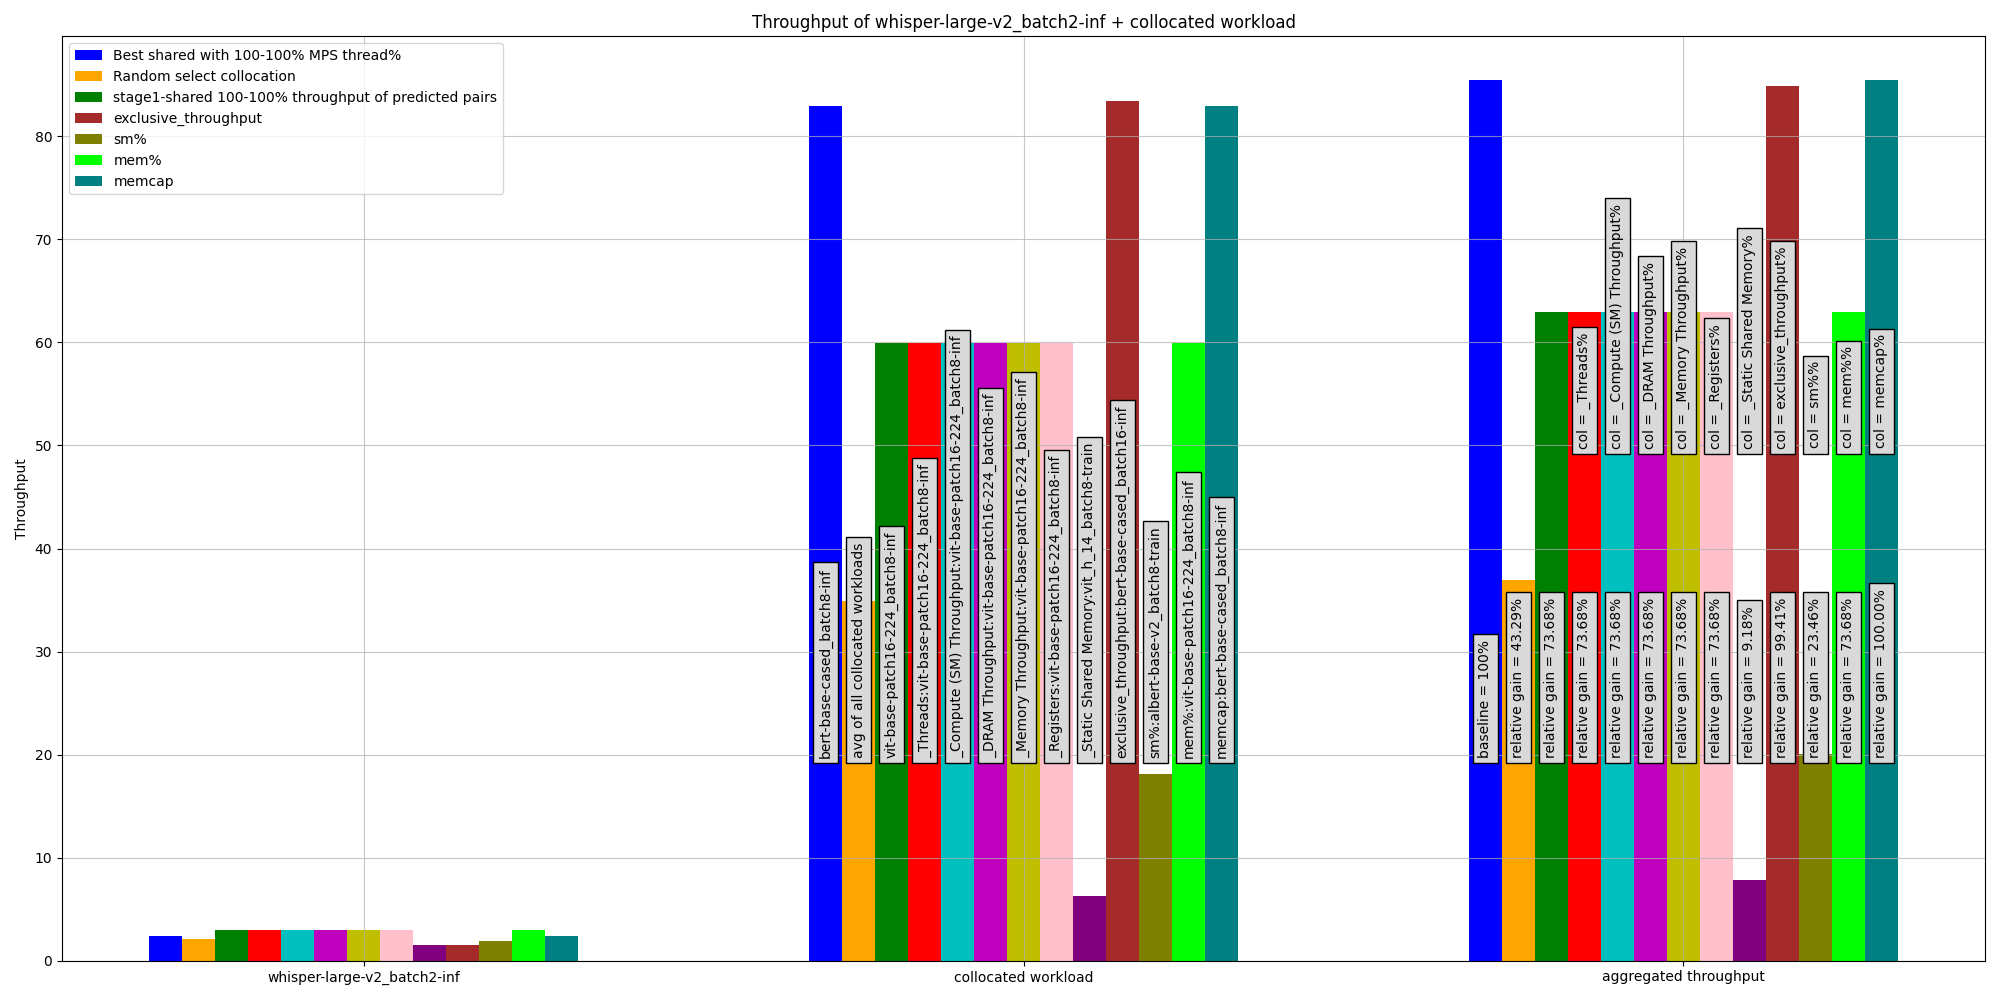 Throughput of whisper-large-v2_batch2-inf + collocated workload
Best shared with 100-100% MPS thread%
Random select collocation
stage1-shared 100-100% throughput of predicted pairs
exclusive_throughput
sm%
mem%
memcap
Throughput
80
70
60
50
40
30
20
10
0
bert-base-cased_batch8-inf
avg of all collocated workloads
vit-base-patch16-224_batch8-inf
_Threads:vit-base-patch16-224_batch8-inf
_Compute (SM) Throughput:vit-base-patch16-224_batch8-inf
_DRAM Throughput:vit-base-patch16-224_batch8-inf
_Memory Throughput:vit-base-patch16-224_batch8-inf
_Registers:vit-base-patch16-224_batch8-inf
_Static Shared Memory:vit_h_14_batch8-train
exclusive_throughput:bert-base-cased_batch16-inf
sm%:albert-base-v2_batch8-train
mem%:vit-base-patch16-224_batch8-inf
memcap:bert-base-cased_batch8-inf
col = _Threads%
col = _Compute (SM) Throughput%
col = _DRAM Throughput%
col = _Memory Throughput%
col = _Registers%
col = _Static Shared Memory%
col = exclusive_throughput%
col = sm%%
col = mem%%
col = memcap%
baseline = 100%
relative gain = 43.29%
relative gain = 73.68%
relative gain = 73.68%
relative gain = 73.68%
relative gain = 73.68%
relative gain = 73.68%
relative gain = 73.68%
relative gain = 9.18%
relative gain = 99.41%
relative gain = 23.46%
relative gain = 73.68%
relative gain = 100.00%
whisper-large-v2_batch2-inf
collocated workload
aggregated throughput